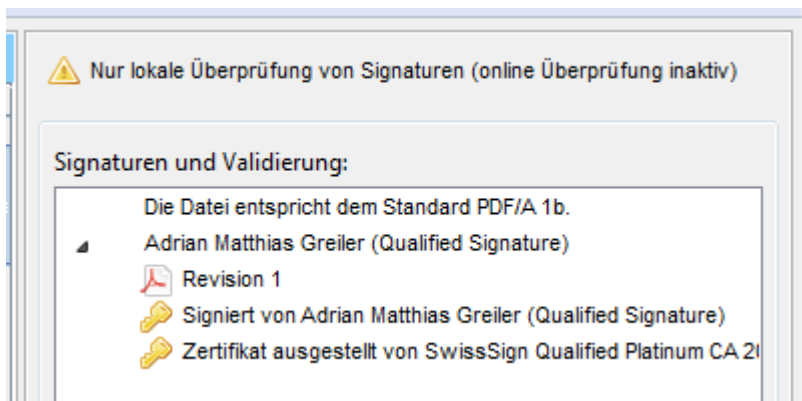 Nur lokale Überprüfung von Signaturen (online Überprüfung inaktiv)
Signaturen und Validierung:
Die Datei entspricht dem Standard PDF/A 1b.
Adrian Matthias Greiler (Qualified Signature)
Revision 1
Signiert von Adrian Matthias Greiler (Qualified Signature)
Zertifikat ausgestellt von SwissSign Qualified Platinum CA